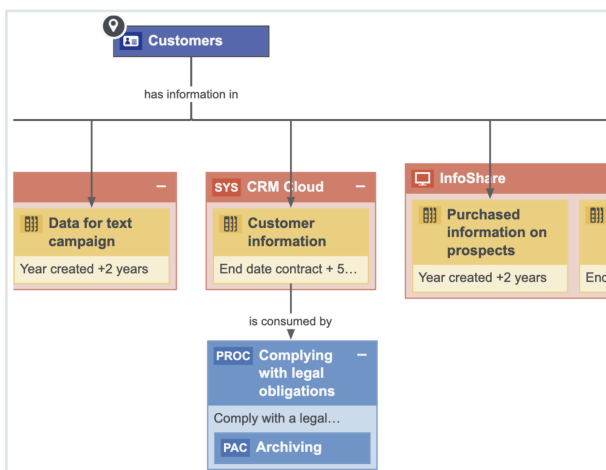 Customers
has information in
SYS CRM Cloud
InfoShare
Data for text
campaign
Year created +2 years
Customer
information
End date contract + 5…
Purchased
information on
prospects
Year created +2 years
is consumed by
PROC Complying
with legal
obligations
Comply with a legal…
PAC Archiving